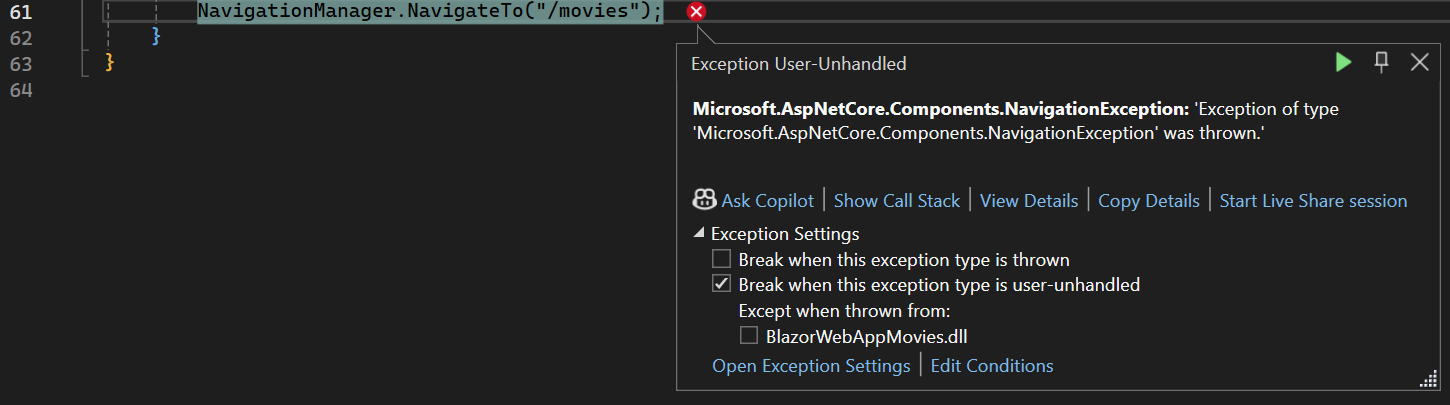 61 NavigationManager.NavigateTo("/movies");
62 }
63 }
64
Exception User-Unhandled
Microsoft.AspNetCore.Components.NavigationException: 'Exception of type
'Microsoft.AspNetCore.Components.NavigationException' was thrown.'
Ask Copilot | Show Call Stack | View Details | Copy Details | Start Live Share session
Exception Settings
Break when this exception type is thrown
Break when this exception type is user-unhandled
Except when thrown from:
BlazorWebAppMovies.dll
Open Exception Settings | Edit Conditions